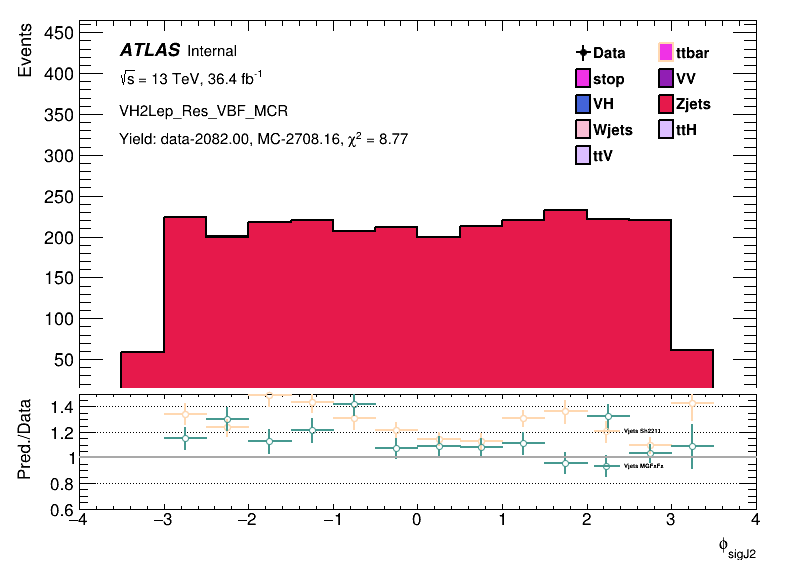 Events
450
400
350
300
250
200
150
100
50
ATLAS Internal
√s = 13 TeV, 36.4 fb⁻¹
VH2Lep_Res_VBF_MCR
Yield: data-2082.00, MC-2708.16, χ² = 8.77
Data
ttbar
stop
VV
VH
Zjets
Wjets
ttH
ttV
Pred./Data
1.4
1.2
1
0.8
0.6
Vjets Sh2211
Vjets MGFxFx
−4 −3 −2 −1 0 1 2 3 4
ϕ_sigJ2